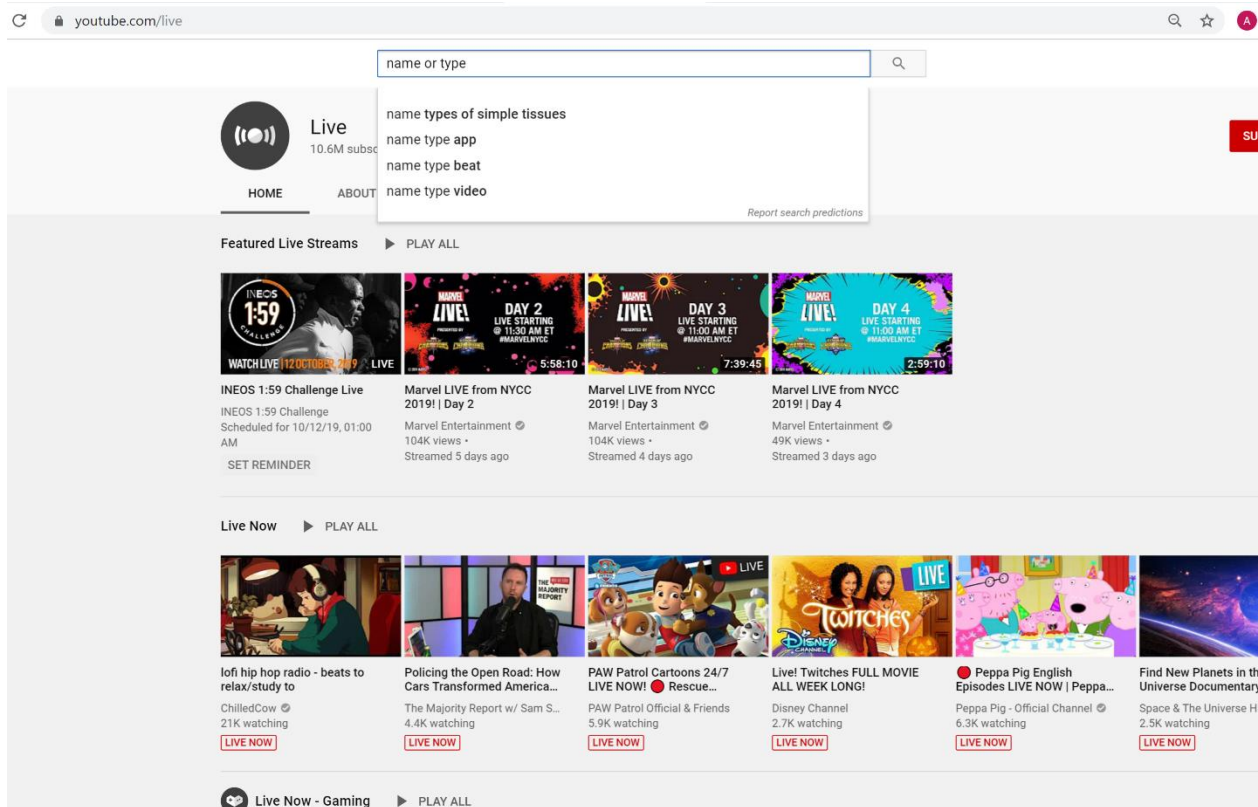 youtube.com/live
A
name or type
name types of simple tissues
name type app
name type beat
name type video
Report search predictions
Live
10.6M subsc
SU
HOME ABOUT
Featured Live Streams PLAY ALL
INEOS
1:59
CHALLENGE
WATCH LIVE 12 OCTOBER 2019 LIVE
MARVEL
LIVE!
DAY 2
LIVE STARTING
@ 11:30 AM ET
#MARVELNYCC
5:58:10
MARVEL
LIVE!
DAY 3
LIVE STARTING
@ 11:00 AM ET
#MARVELNYCC
7:39:45
MARVEL
LIVE!
DAY 4
LIVE STARTING
@ 11:00 AM ET
#MARVELNYCC
2:59:10
INEOS 1:59 Challenge Live
INEOS 1:59 Challenge
Scheduled for 10/12/19, 01:00
AM
SET REMINDER
Marvel LIVE from NYCC
2019! | Day 2
Marvel Entertainment
104K views •
Streamed 5 days ago
Marvel LIVE from NYCC
2019! | Day 3
Marvel Entertainment
104K views •
Streamed 4 days ago
Marvel LIVE from NYCC
2019! | Day 4
Marvel Entertainment
49K views •
Streamed 3 days ago
Live Now PLAY ALL
THE
MAJORITY
REPORT
LIVE
LIVE
TWITCHES
Disney
CHANNEL
lofi hip hop radio - beats to
relax/study to
ChilledCow
21K watching
LIVE NOW
Policing the Open Road: How
Cars Transformed America...
The Majority Report w/ Sam S...
4.4K watching
LIVE NOW
PAW Patrol Cartoons 24/7
LIVE NOW! 🔴 Rescue...
PAW Patrol Official & Friends
5.9K watching
LIVE NOW
Live! Twitches FULL MOVIE
ALL WEEK LONG!
Disney Channel
2.7K watching
LIVE NOW
🔴 Peppa Pig English
Episodes LIVE NOW | Peppa...
Peppa Pig - Official Channel
6.3K watching
LIVE NOW
Find New Planets in th
Universe Documentary
Space & The Universe H
2.5K watching
LIVE NOW
Live Now - Gaming PLAY ALL